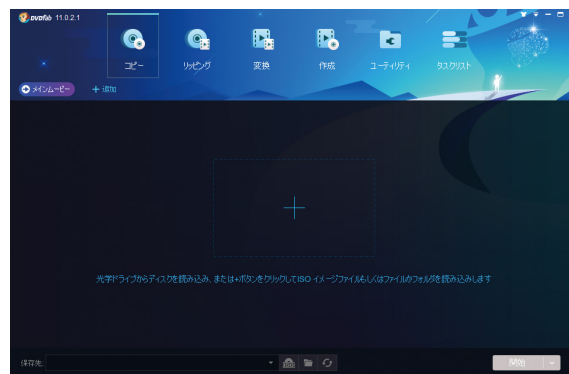 DVDFab 11.0.2.1
コピー
リッピング
変換
作成
ユーティリティ
タスクリスト
メインムービー
+ 追加
光学ドライブからディスクを読み込み、または+ボタンをクリックしてISO イメージファイルもしくはファイルのフォルダを読み込みします
保存先:
開始